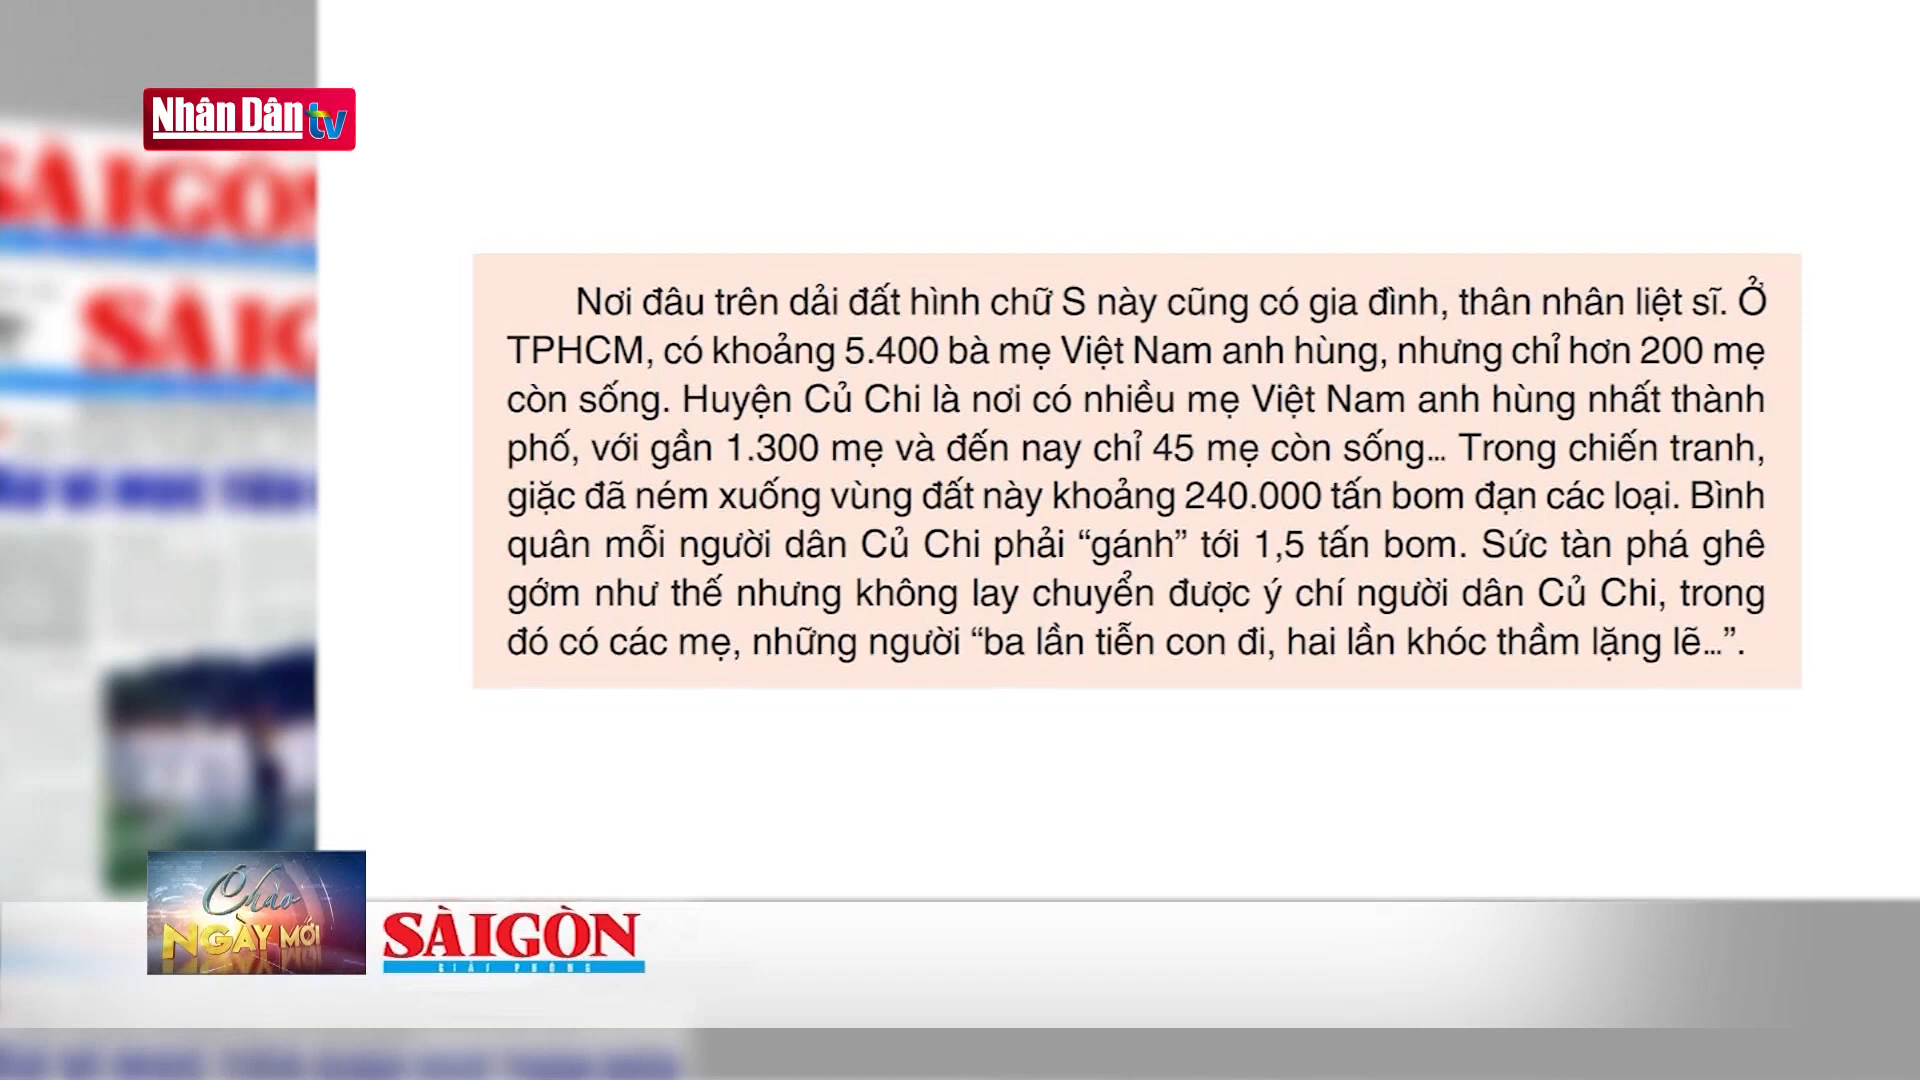 Nhân Dân tv
SÀIGÒN
SÀIG
Nơi đâu trên dải đất hình chữ S này cũng có gia đình, thân nhân liệt sĩ. Ở
TPHCM, có khoảng 5.400 bà mẹ Việt Nam anh hùng, nhưng chỉ hơn 200 mẹ
còn sống. Huyện Củ Chi là nơi có nhiều mẹ Việt Nam anh hùng nhất thành
phố, với gần 1.300 mẹ và đến nay chỉ 45 mẹ còn sống... Trong chiến tranh,
giặc đã ném xuống vùng đất này khoảng 240.000 tấn bom đạn các loại. Bình
quân mỗi người dân Củ Chi phải “gánh” tới 1,5 tấn bom. Sức tàn phá ghê
gớm như thế nhưng không lay chuyển được ý chí người dân Củ Chi, trong
đó có các mẹ, những người “ba lần tiễn con đi, hai lần khóc thầm lặng lẽ...”.
Chào
NGÀY MỚI
SÀIGÒN
GIẢI PHÓNG